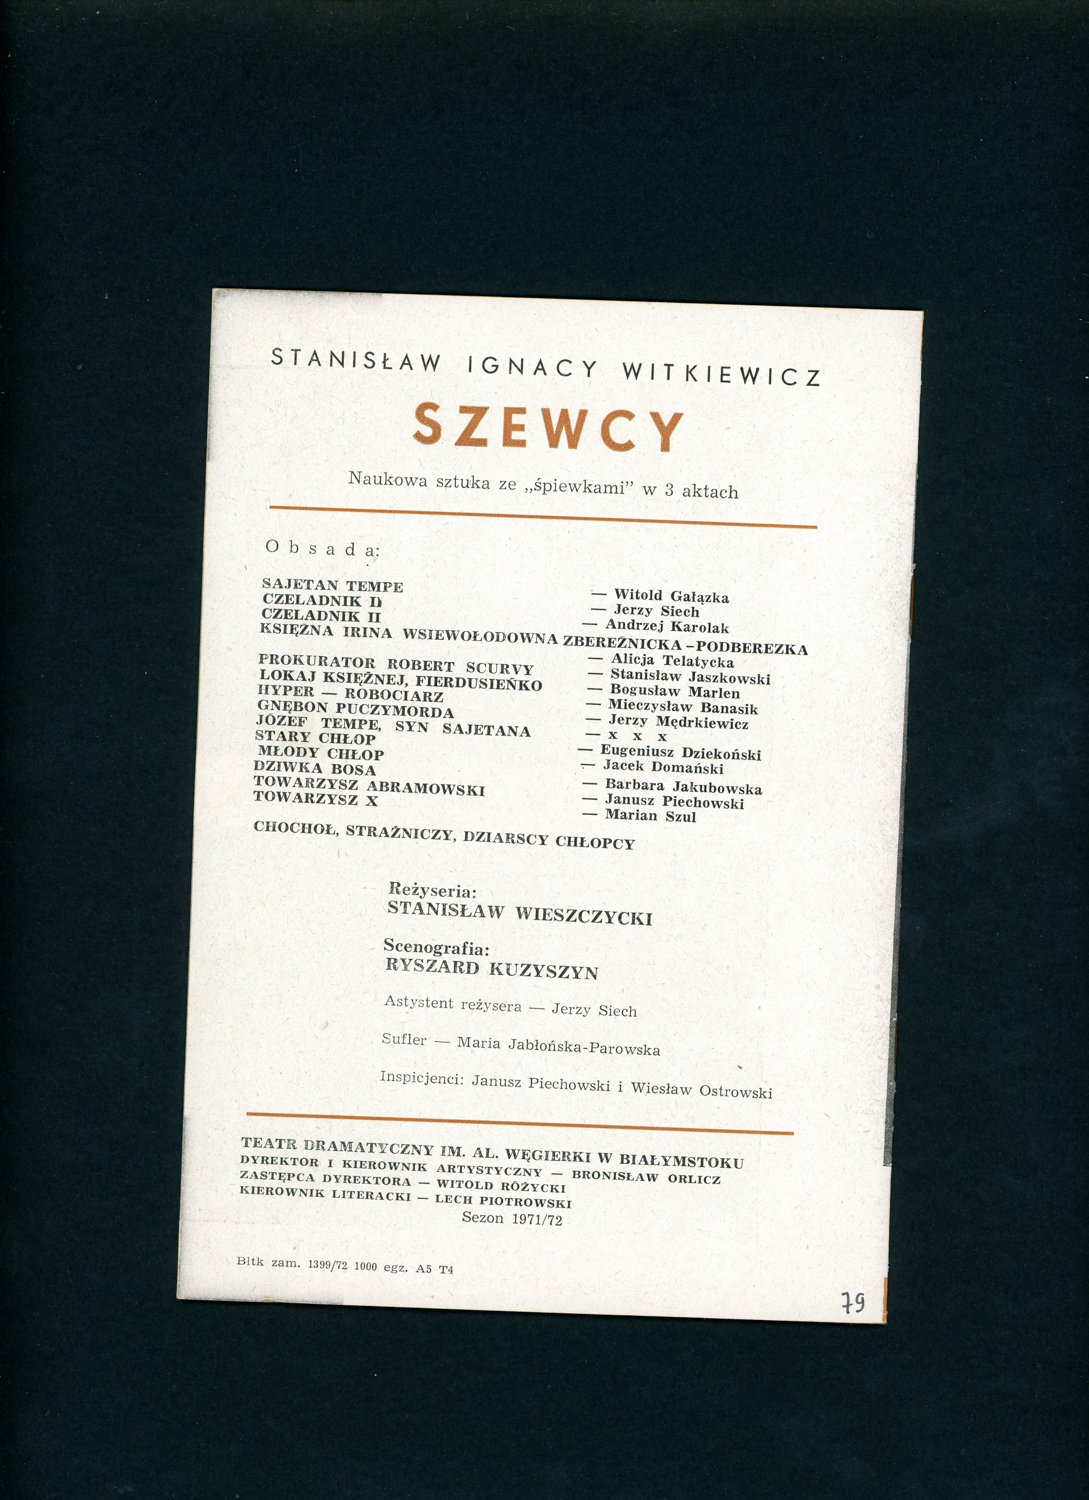 STANISŁAW IGNACY WITKIEWICZ
SZEWCY
Naukowa sztuka ze „śpiewkami” w 3 aktach
Obsada:
SAJETAN TEMPE — Witold Gałązka
CZELADNIK I — Jerzy Siech
CZELADNIK II — Andrzej Karolak
KSIĘŻNA IRINA WSIEWOŁODOWNA ZBEREŹNICKA-PODBEREZKA
— Alicja Telatycka
PROKURATOR ROBERT SCURVY — Stanisław Jaszkowski
LOKAJ KSIĘŻNEJ, FIERDUSIEŃKO — Bogusław Marlen
HYPER — ROBOCIARZ — Mieczysław Banasik
GNĘBON PUCZYMORDA — Jerzy Mędrkiewicz
JÓZEF TEMPE, SYN SAJETANA — x x x
STARY CHŁOP — Eugeniusz Dziekoński
MŁODY CHŁOP — Jacek Domański
DZIWKA BOSA — Barbara Jakubowska
TOWARZYSZ ABRAMOWSKI — Janusz Piechowski
TOWARZYSZ X — Marian Szul
CHOCHOŁ, STRAŻNICZY, DZIARSCY CHŁOPCY
Reżyseria:
STANISŁAW WIESZCZYCKI
Scenografia:
RYSZARD KUZYSZYN
Astystent reżysera — Jerzy Siech
Sufler — Maria Jabłońska-Parowska
Inspicjenci: Janusz Piechowski i Wiesław Ostrowski
TEATR DRAMATYCZNY IM. AL. WĘGIERKI W BIAŁYMSTOKU
DYREKTOR I KIEROWNIK ARTYSTYCZNY — BRONISŁAW ORLICZ
ZASTĘPCA DYREKTORA — WITOLD RÓŻYCKI
KIEROWNIK LITERACKI — LECH PIOTROWSKI
Sezon 1971/72
Bltk zam. 1399/72 1000 egz. A5 T4
79